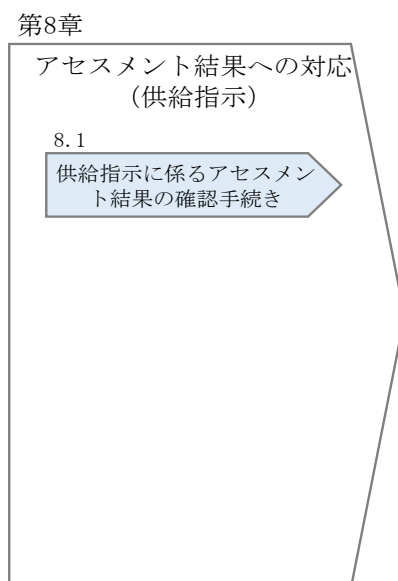 第8章
アセスメント結果への対応
（供給指示）
8.1
供給指示に係るアセスメン
ト結果の確認手続き